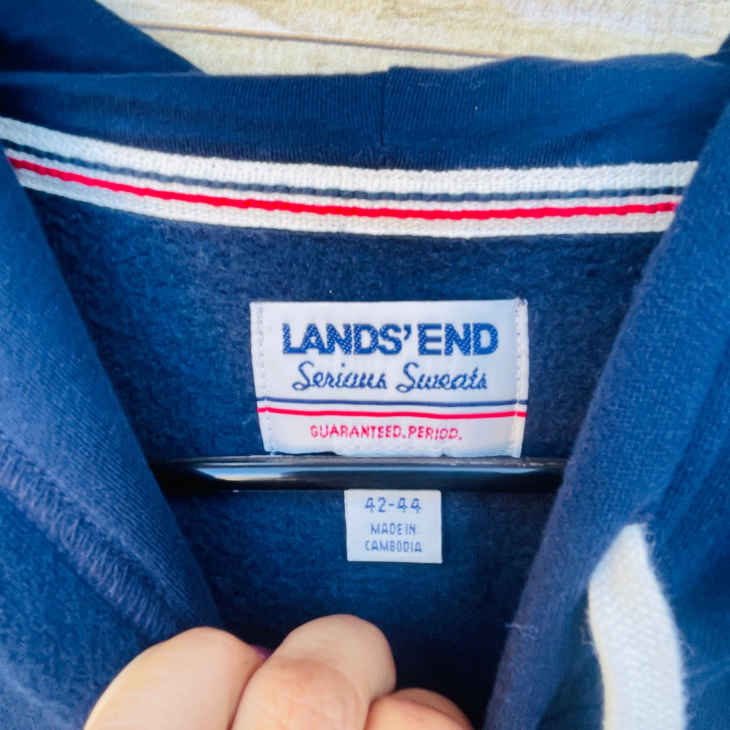 LANDS' END
Serious Sweats
GUARANTEED. PERIOD.
42-44
MADE IN
CAMBODIA